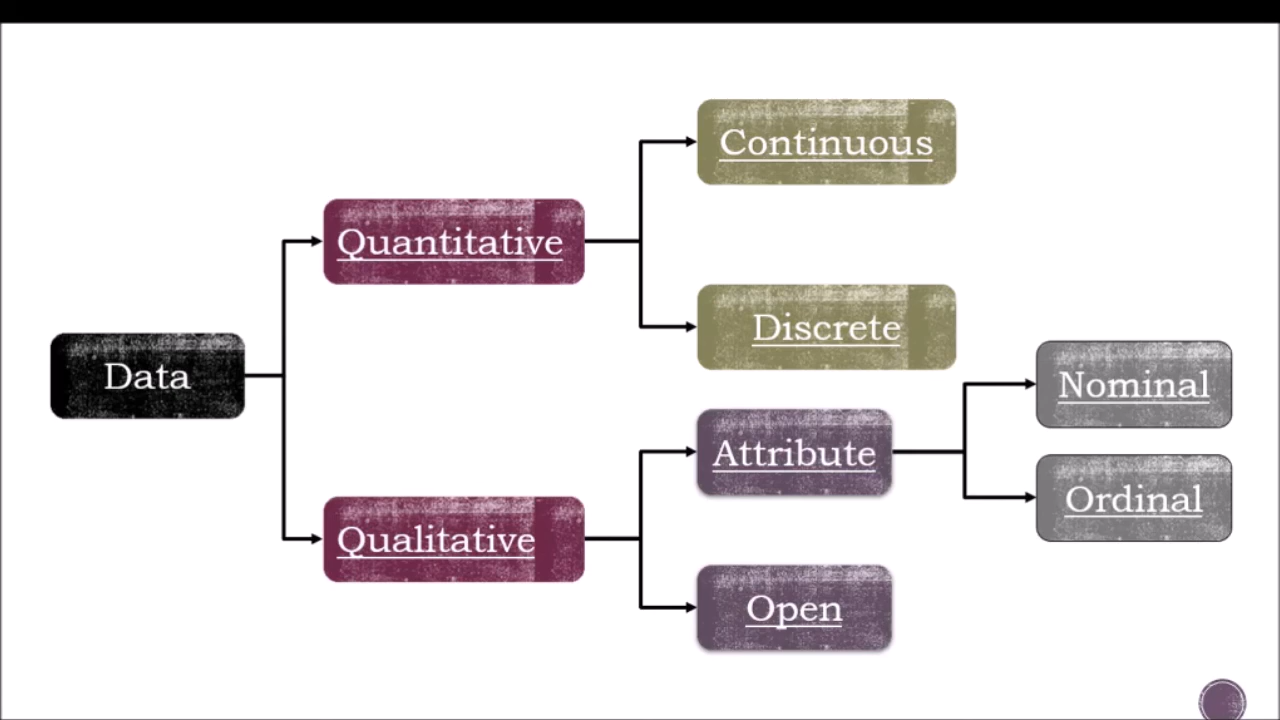 Data
Quantitative
Continuous
Discrete
Qualitative
Attribute
Nominal
Ordinal
Open